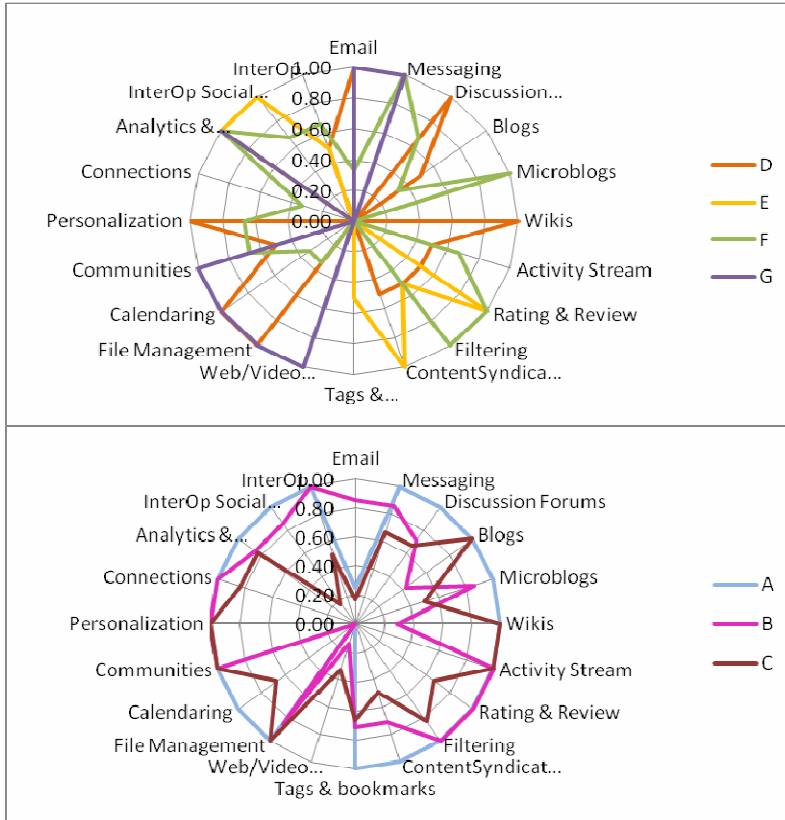 Email
1.00
InterOp...
Messaging
InterOp Social...
0.80
Discussion...
Analytics &...
0.60
Blogs
Connections
0.40
Microblogs
0.20
Personalization
0.00
Wikis
Communities
Activity Stream
Calendaring
Rating & Review
File Management
Filtering
Web/Video...
ContentSyndica...
Tags &...
D
E
F
G
Email
1.00
InterOp...
Messaging
InterOp Social...
0.80
Discussion Forums
Analytics &...
0.60
Blogs
Connections
0.40
Microblogs
0.20
Personalization
0.00
Wikis
Communities
Activity Stream
Calendaring
Rating & Review
File Management
Filtering
Web/Video...
ContentSyndicat...
Tags & bookmarks
A
B
C